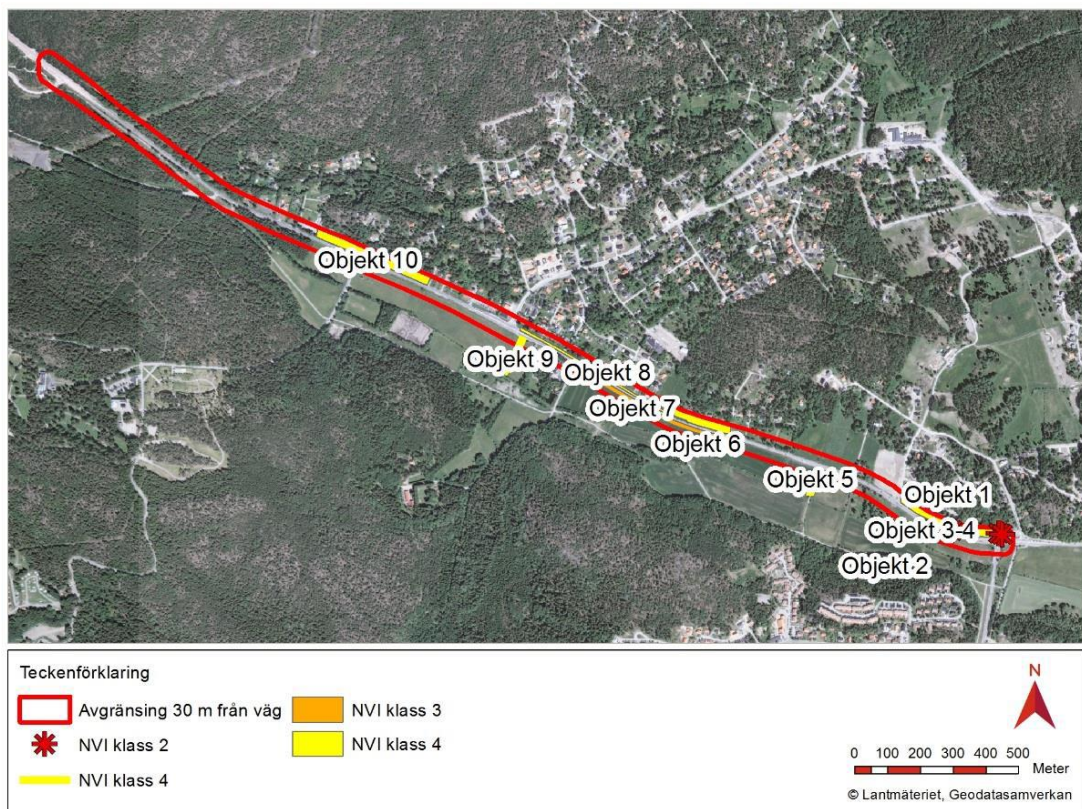 Objekt 10
Objekt 9
Objekt 8
Objekt 7
Objekt 6
Objekt 5
Objekt 1
Objekt 3-4
Objekt 2
Teckenförklaring
Avgränsing 30 m från väg
NVI klass 2
NVI klass 4
NVI klass 3
NVI klass 4
N
0 100 200 300 400 500
Meter
© Lantmäteriet, Geodatasamverkan